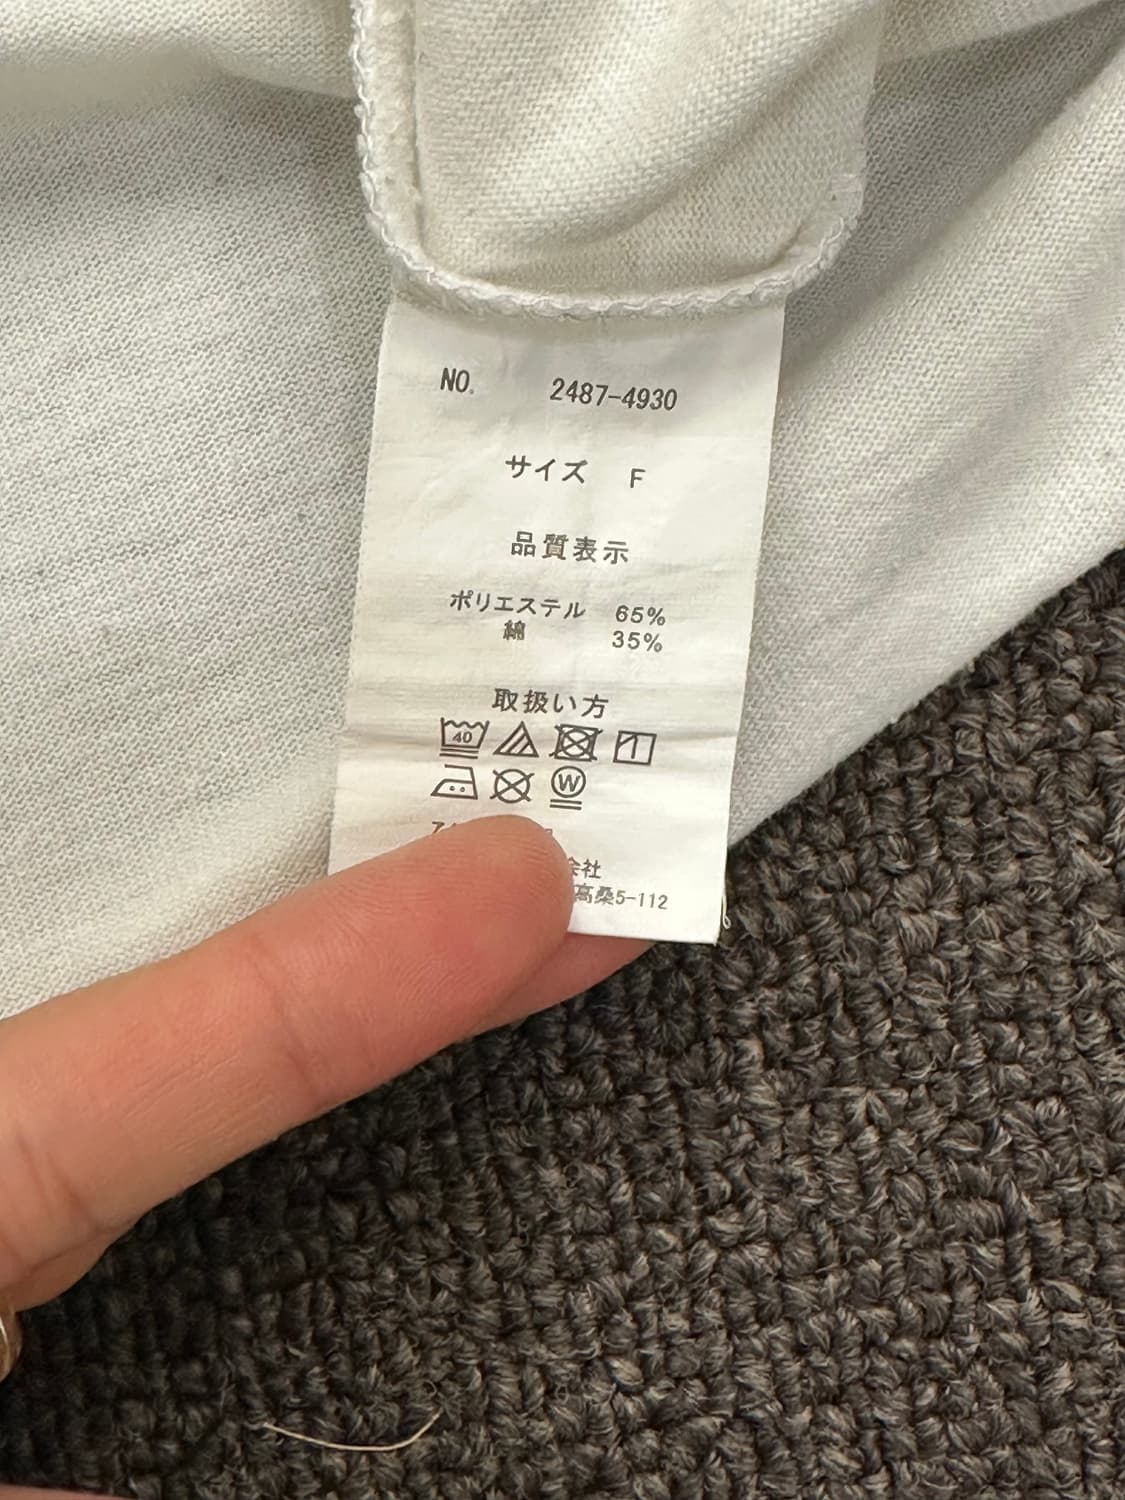 NO. 2487-4930
サイズ F
品質表示
ポリエステル 65%
綿 35%
取扱い方
40
W
会社
高桑5-112